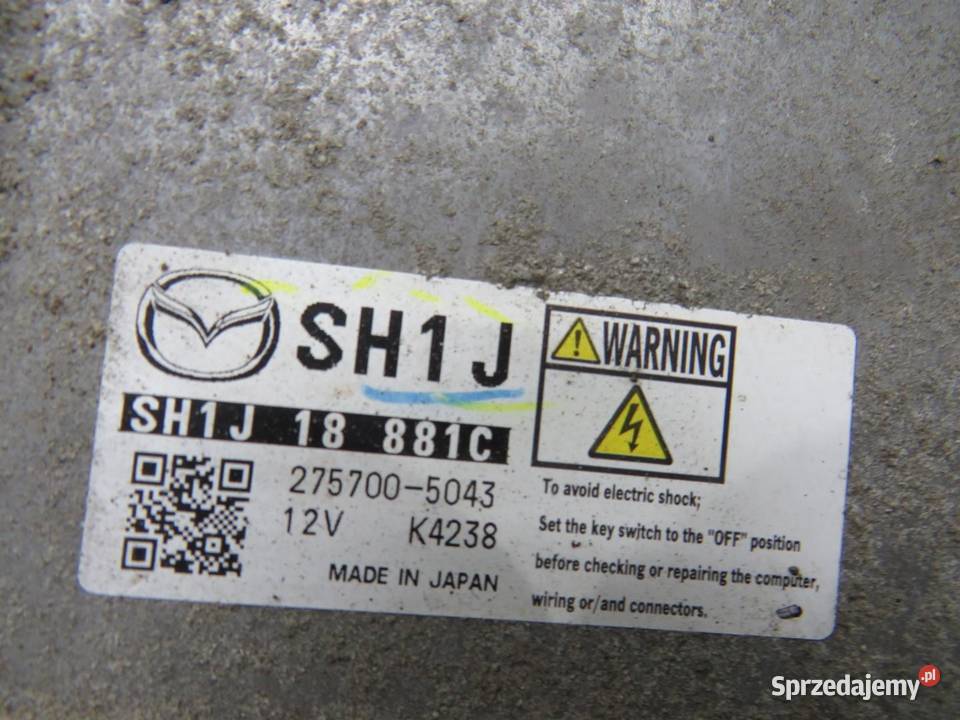 SH1J
SH1J 18 881C
275700-5043
12V K4238
MADE IN JAPAN
WARNING
To avoid electric shock;
Set the key switch to the "OFF" position
before checking or repairing the computer,
wiring or/and connectors.
Sprzedajemy.pl